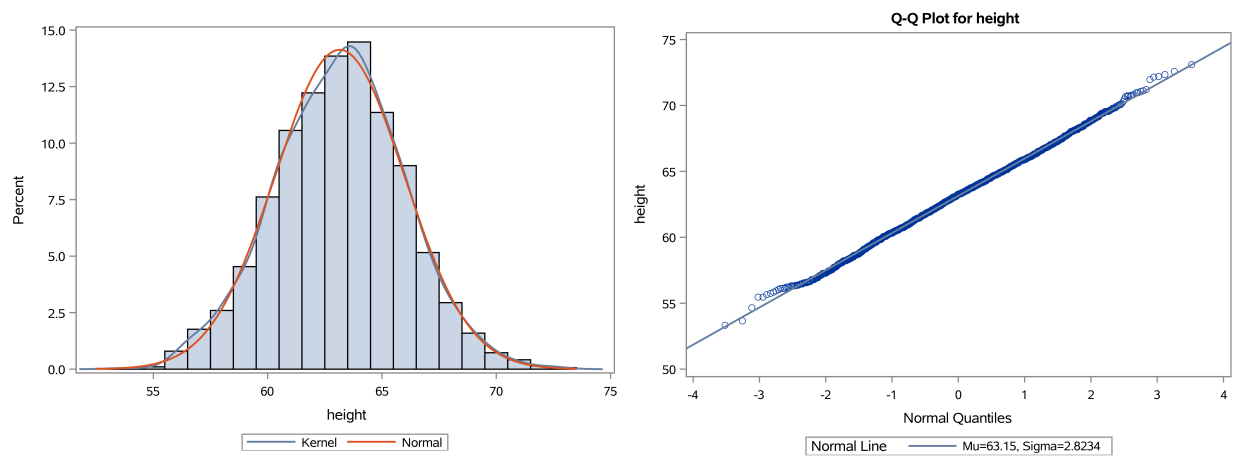 15.0
12.5
10.0
7.5
5.0
2.5
0.0
Percent
55 60 65 70 75
height
Kernel Normal
Q-Q Plot for height
75
70
65
60
55
50
height
-4 -3 -2 -1 0 1 2 3 4
Normal Quantiles
Normal Line Mu=63.15, Sigma=2.8234